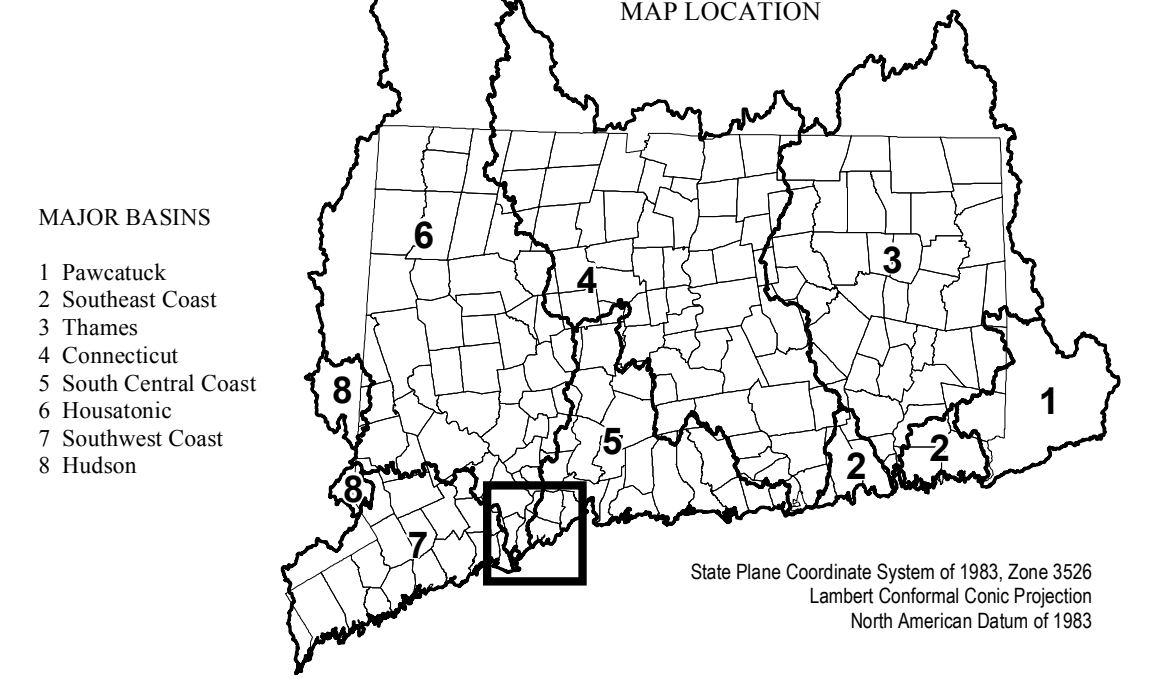 MAP LOCATION
MAJOR BASINS
1 Pawcatuck
2 Southeast Coast
3 Thames
4 Connecticut
5 South Central Coast
6 Housatonic
7 Southwest Coast
8 Hudson
6
3
4
8
1
5
2
2
8
7
State Plane Coordinate System of 1983, Zone 3526
Lambert Conformal Conic Projection
North American Datum of 1983